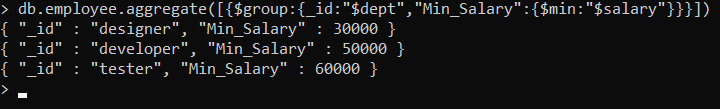 > db.employee.aggregate([{$group:{_id:"$dept","Min_Salary":{$min:"$salary"}}}])
{ "_id" : "designer", "Min_Salary" : 30000 }
{ "_id" : "developer", "Min_Salary" : 50000 }
{ "_id" : "tester", "Min_Salary" : 60000 }
>